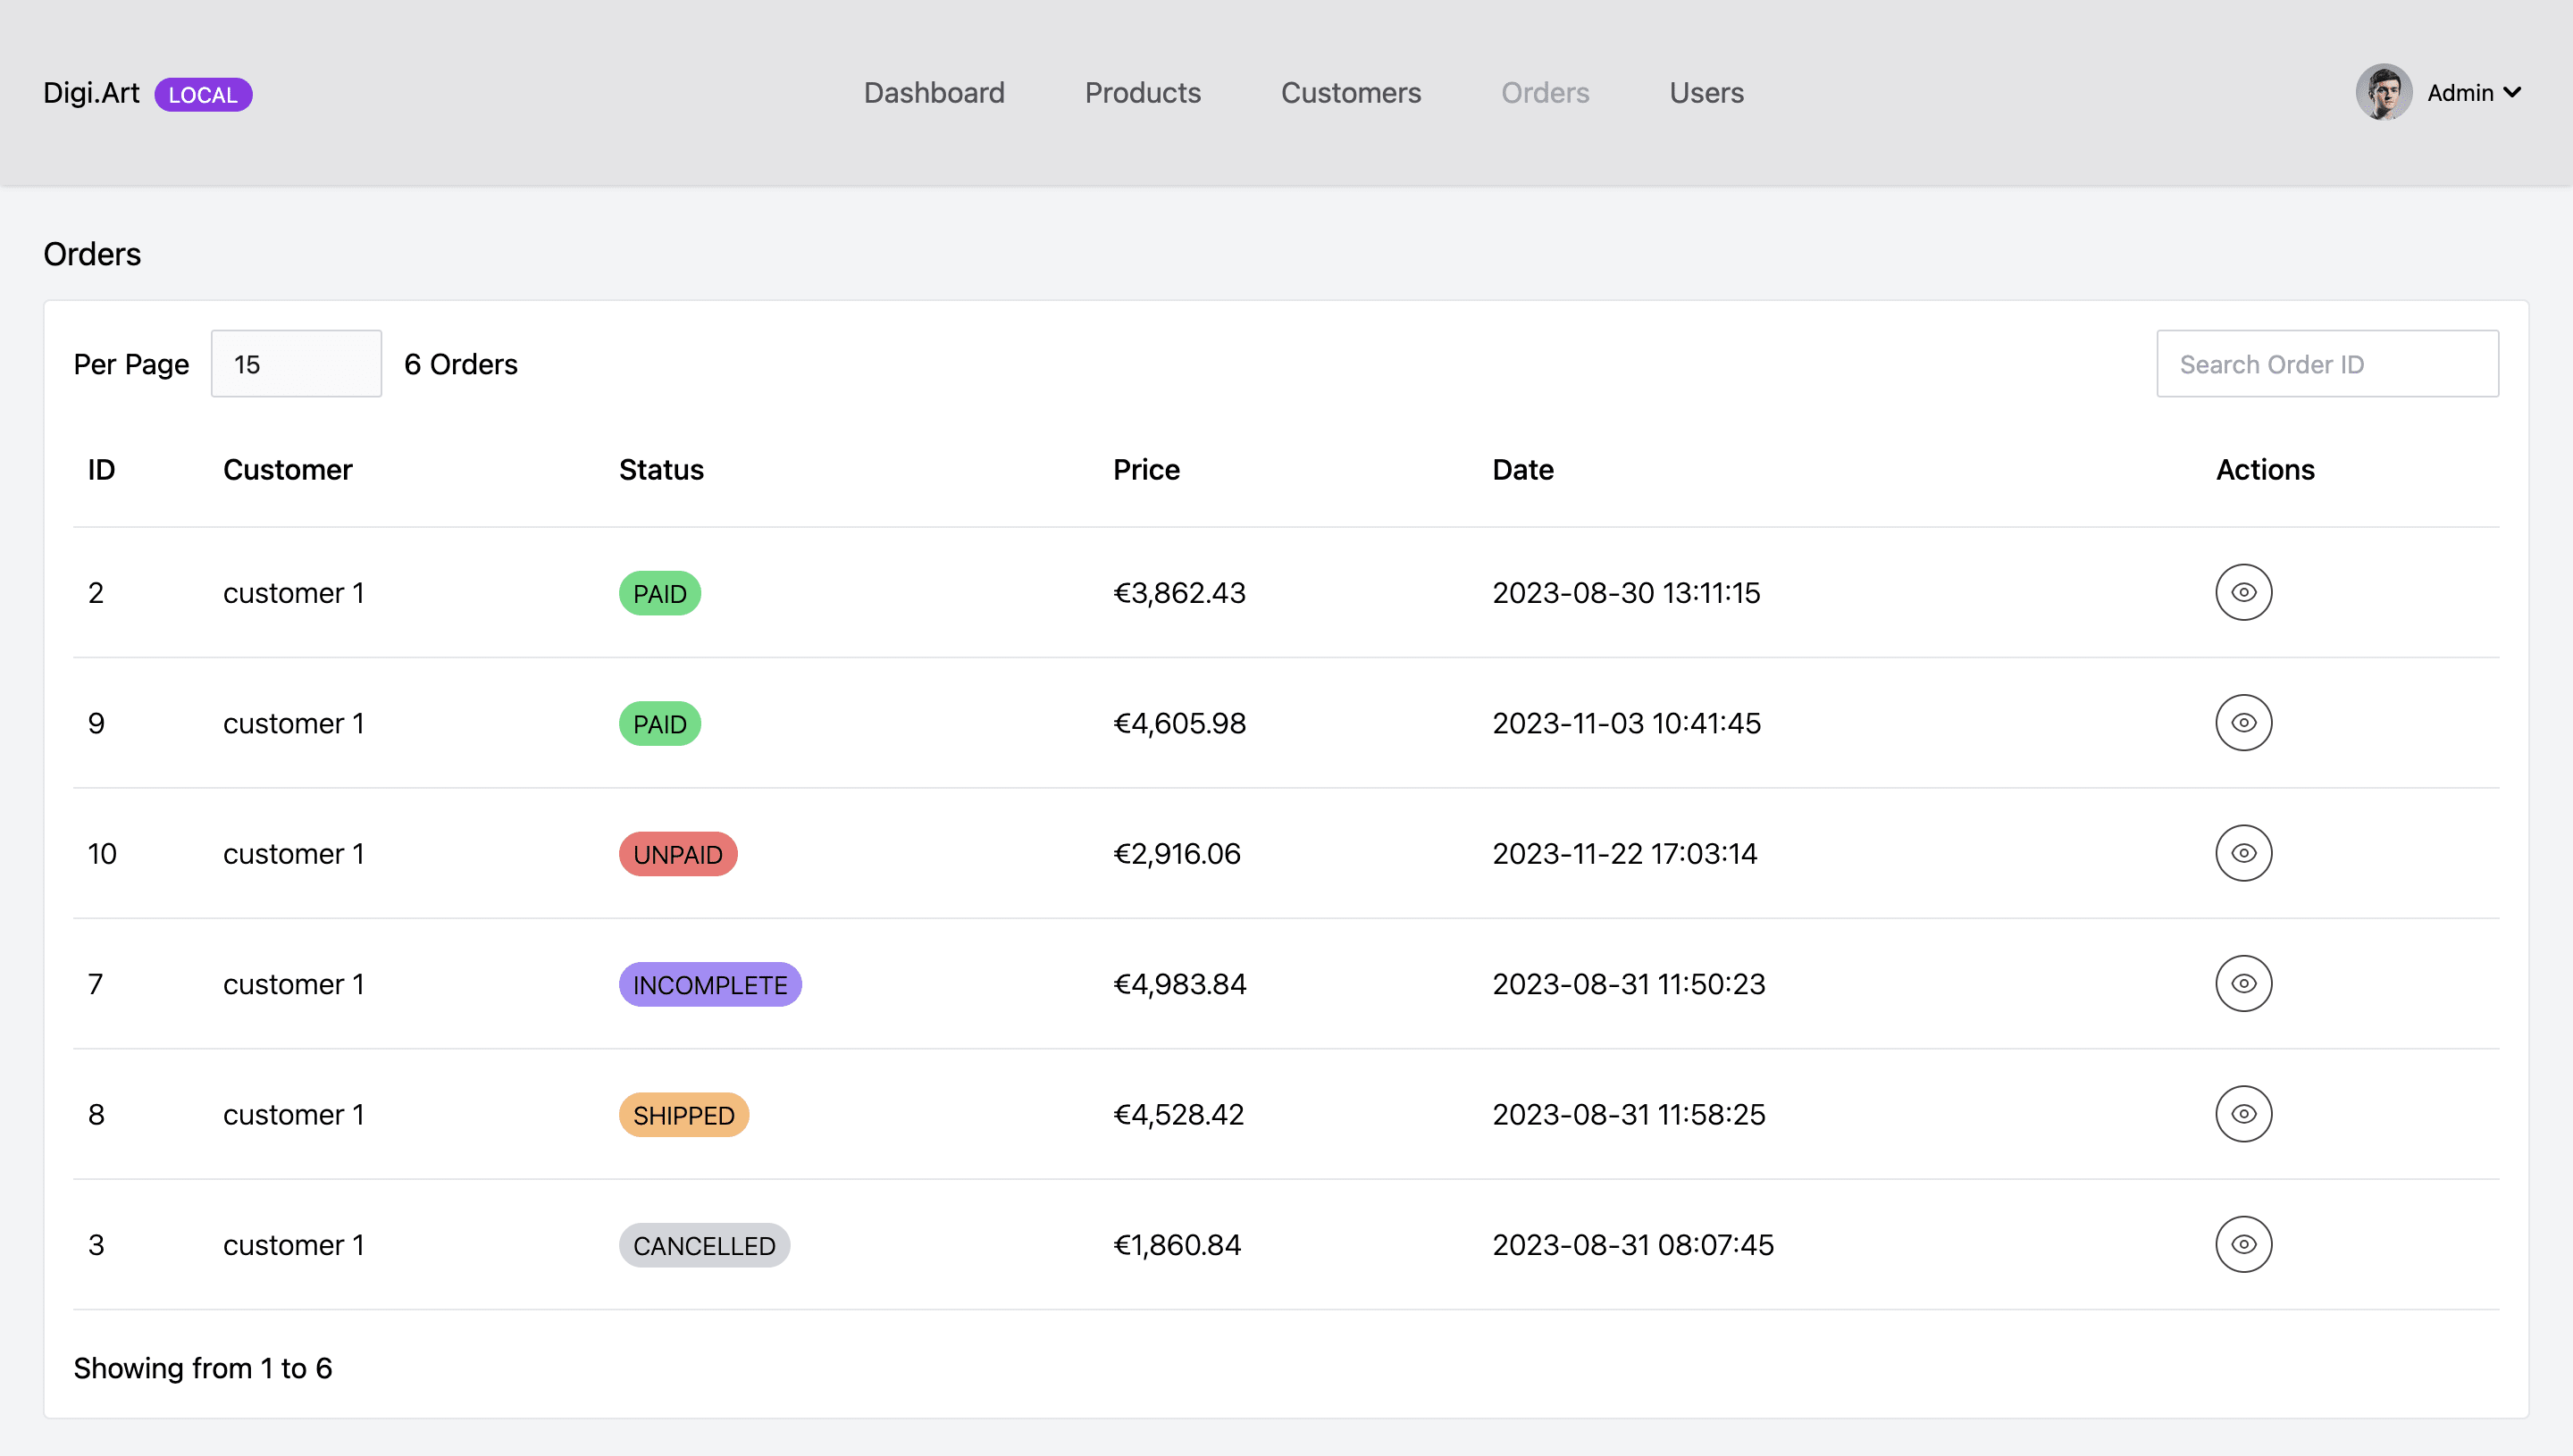 Digi.Art LOCAL Dashboard Products Customers Orders Users Admin
Orders
Per Page 15 6 Orders Search Order ID
ID Customer Status Price Date Actions
2 customer 1 PAID €3,862.43 2023-08-30 13:11:15
9 customer 1 PAID €4,605.98 2023-11-03 10:41:45
10 customer 1 UNPAID €2,916.06 2023-11-22 17:03:14
7 customer 1 INCOMPLETE €4,983.84 2023-08-31 11:50:23
8 customer 1 SHIPPED €4,528.42 2023-08-31 11:58:25
3 customer 1 CANCELLED €1,860.84 2023-08-31 08:07:45
Showing from 1 to 6